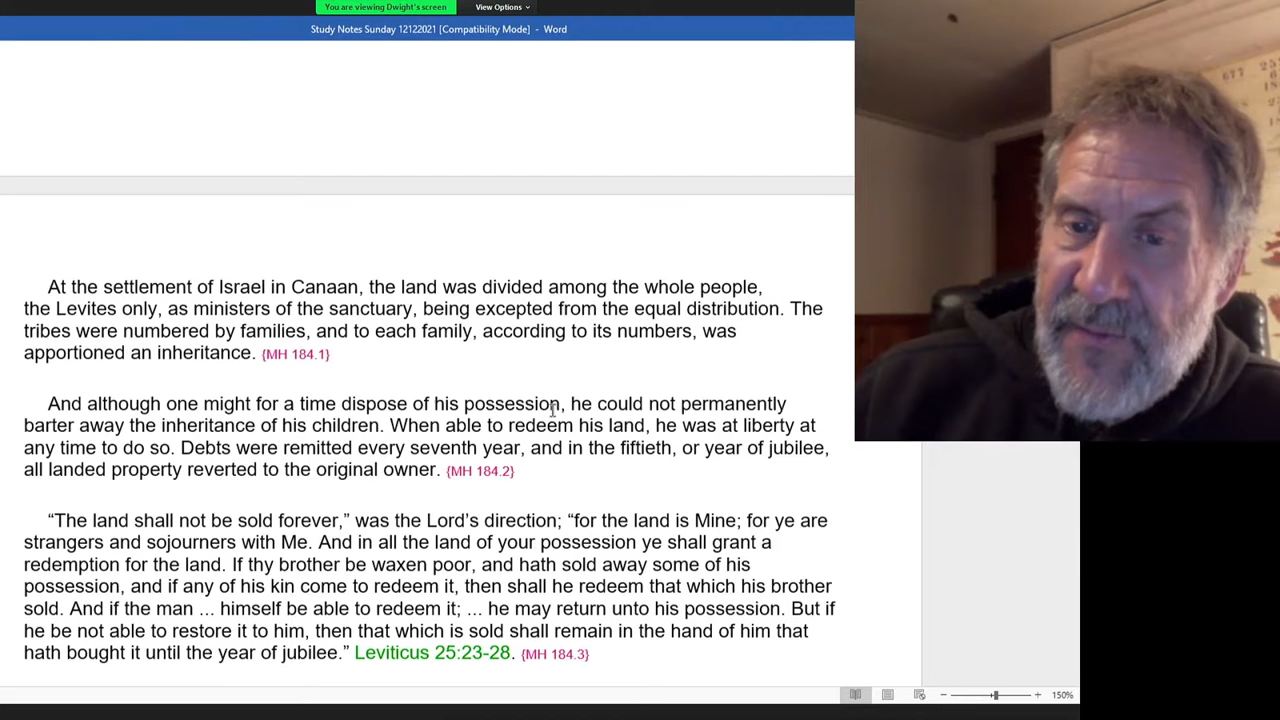 You are viewing Dwight's screen View Options
Study Notes Sunday 12122021 [Compatibility Mode] - Word
At the settlement of Israel in Canaan, the land was divided among the whole people,
the Levites only, as ministers of the sanctuary, being excepted from the equal distribution. The
tribes were numbered by families, and to each family, according to its numbers, was
apportioned an inheritance. {MH 184.1}
And although one might for a time dispose of his possession, he could not permanently
barter away the inheritance of his children. When able to redeem his land, he was at liberty at
any time to do so. Debts were remitted every seventh year, and in the fiftieth, or year of jubilee,
all landed property reverted to the original owner. {MH 184.2}
“The land shall not be sold forever,” was the Lord’s direction; “for the land is Mine; for ye are
strangers and sojourners with Me. And in all the land of your possession ye shall grant a
redemption for the land. If thy brother be waxen poor, and hath sold away some of his
possession, and if any of his kin come to redeem it, then shall he redeem that which his brother
sold. And if the man ... himself be able to redeem it; ... he may return unto his possession. But if
he be not able to restore it to him, then that which is sold shall remain in the hand of him that
hath bought it until the year of jubilee.” Leviticus 25:23-28. {MH 184.3}
150%
677